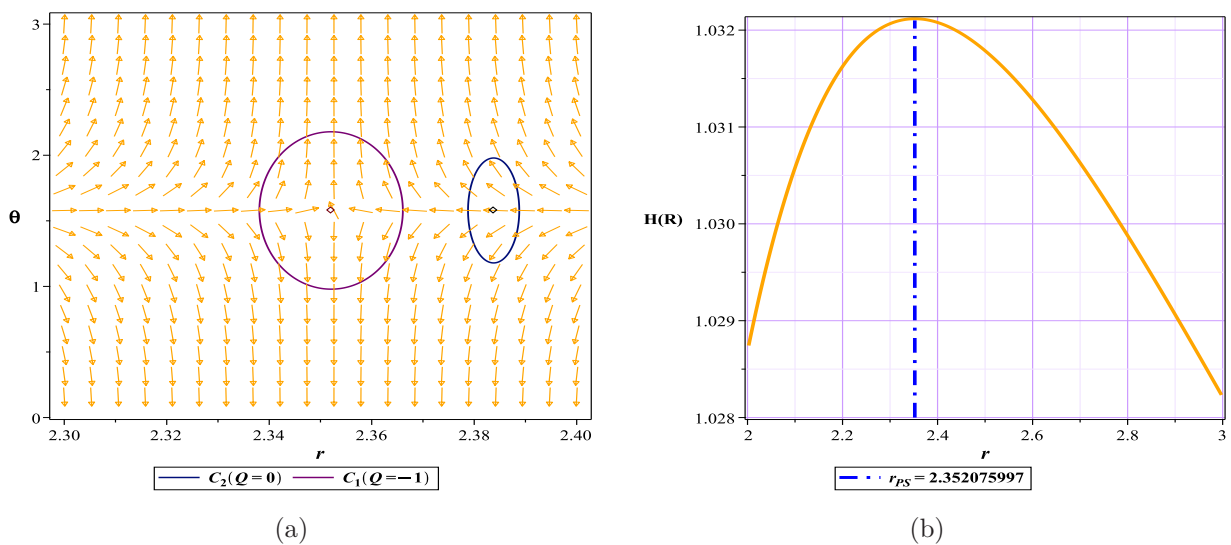 3
2
θ
1
0
2.30 2.32 2.34 2.36 2.38 2.40
r
C₂(Q=0) C₁(Q=−1)
(a)
1.032
1.031
H(R) 1.030
1.029
1.028
2 2.2 2.4 2.6 2.8 3
r
r_PS = 2.352075997
(b)